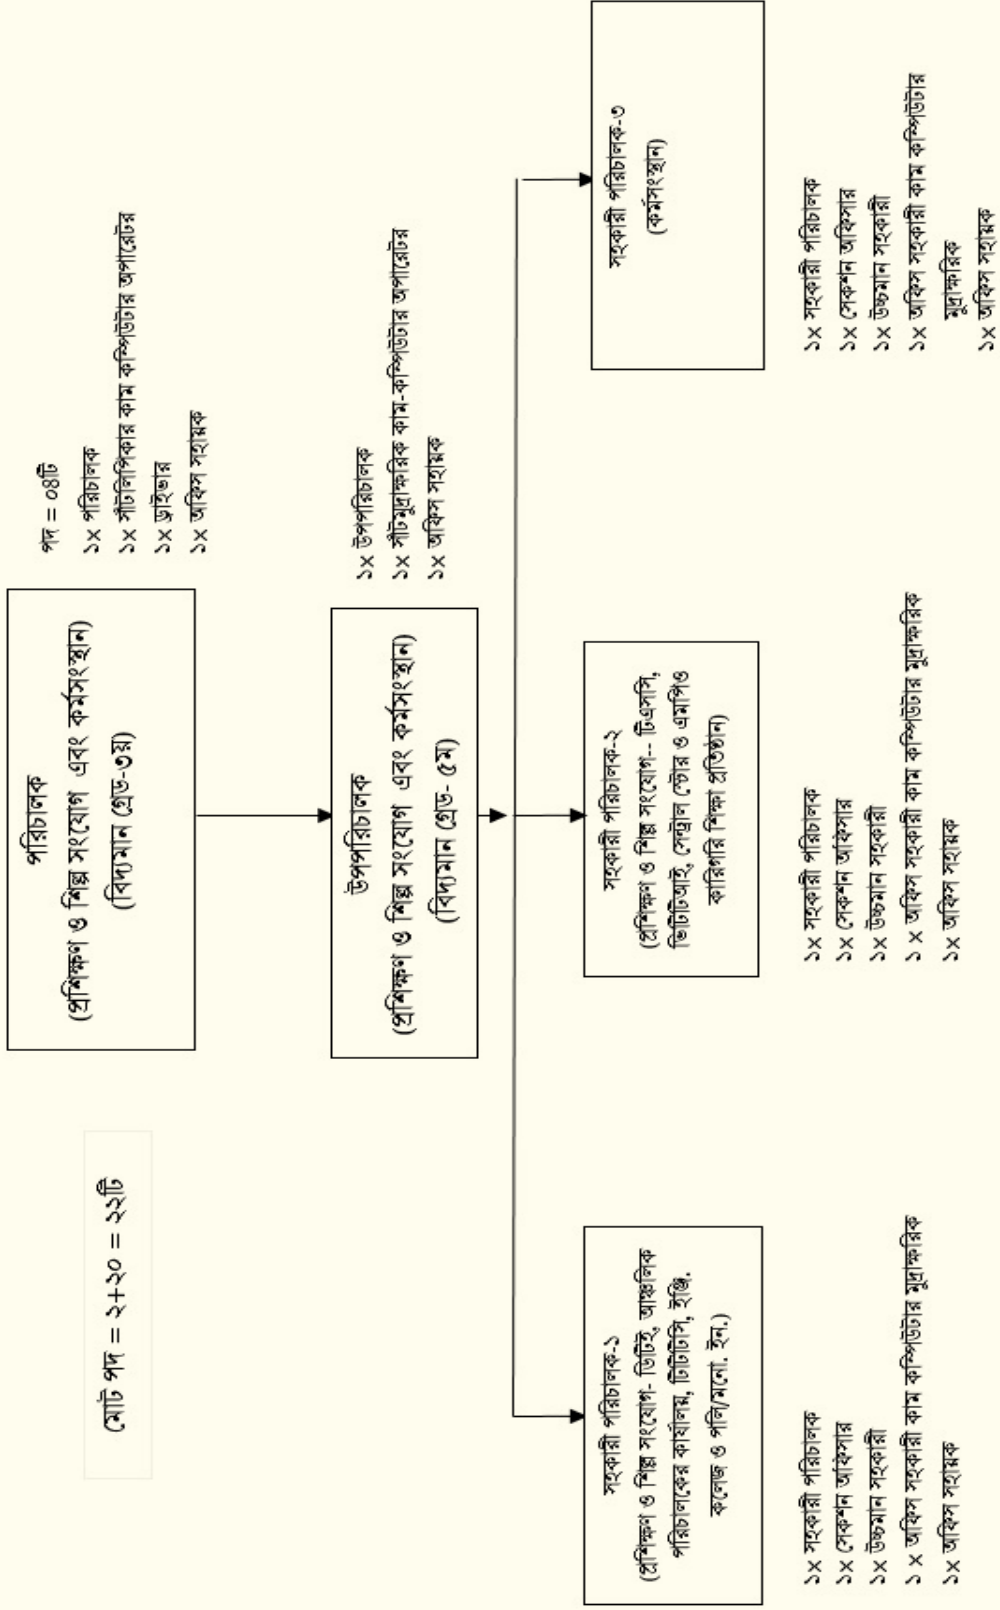 মোট পদ = ২+২০ = ২২টি
পরিচালক
(প্রশিক্ষণ ও শিল্প সংযোগ এবং কর্মসংস্থান)
(বিদ্যমান গ্রেড-৩য়)
পদ = ০৪টি
১x পরিচালক
১x সাঁটলিপিকার কাম কম্পিউটার অপারেটর
১x ড্রাইভার
১x অফিস সহায়ক
উপপরিচালক
(প্রশিক্ষণ ও শিল্প সংযোগ এবং কর্মসংস্থান)
(বিদ্যমান গ্রেড- ৫ম)
১x উপপরিচালক
১x সাঁটমুদ্রাক্ষরিক কাম-কম্পিউটার অপারেটর
১x অফিস সহায়ক
সহকারী পরিচালক-১
(প্রশিক্ষণ ও শিল্প সংযোগ- ডিটিই, আঞ্চলিক
পরিচালকের কার্যালয়, টিটিটিসি, ইঞ্জি.
কলেজ ও পলি/মনো. ইন.)
১x সহকারী পরিচালক
১x সেকশন অফিসার
১x উচ্চমান সহকারী
১ x অফিস সহকারী কাম কম্পিউটার মুদ্রাক্ষরিক
১x অফিস সহায়ক
সহকারী পরিচালক-২
(প্রশিক্ষণ ও শিল্প সংযোগ-- টিএসসি,
ভিটিটিআই, সেন্ট্রাল স্টোর ও এমপিও
কারিগরি শিক্ষা প্রতিষ্ঠান)
১x সহকারী পরিচালক
১x সেকশন অফিসার
১x উচ্চমান সহকারী
১ x অফিস সহকারী কাম কম্পিউটার মুদ্রাক্ষরিক
১x অফিস সহায়ক
সহকারী পরিচালক-৩
(কর্মসংস্থান)
১x সহকারী পরিচালক
১x সেকশন অফিসার
১x উচ্চমান সহকারী
১x অফিস সহকারী কাম কম্পিউটার
মুদ্রাক্ষরিক
১x অফিস সহায়ক